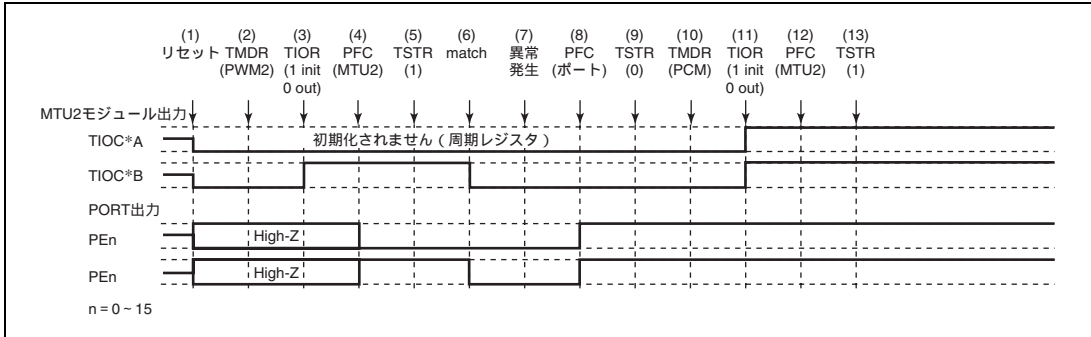 (1) (2) (3) (4) (5) (6) (7) (8) (9) (10) (11) (12) (13)
リセット TMDR TIOR PFC TSTR match 異常 PFC TSTR TMDR TIOR PFC TSTR
(PWM2) (1 init (MTU2) (1) 発生 (ポート) (0) (PCM) (1 init (MTU2) (1)
0 out) 0 out)
MTU2モジュール出力
TIOC*A 初期化されません ( 周期レジスタ )
TIOC*B
PORT出力
PEn High-Z
PEn High-Z
n = 0 ~ 15